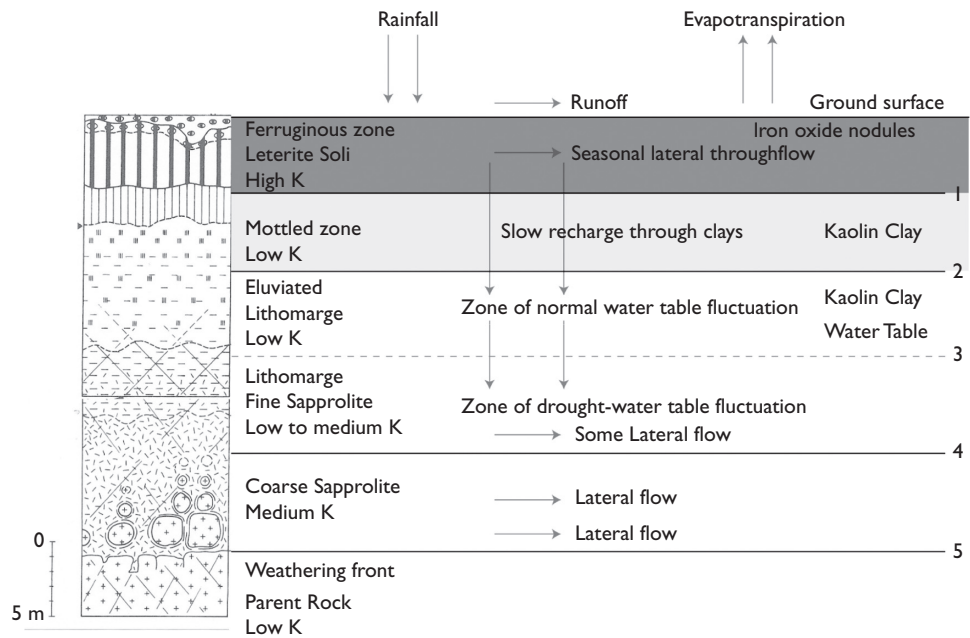 Rainfall
Evapotranspiration
Runoff
Ground surface
Ferruginous zone
Iron oxide nodules
Leterite Soli
Seasonal lateral throughflow
High K
1
Mottled zone
Slow recharge through clays
Kaolin Clay
Low K
2
Eluviated
Kaolin Clay
Lithomarge
Zone of normal water table fluctuation
Low K
Water Table
3
Lithomarge
Fine Sapprolite
Zone of drought-water table fluctuation
Low to medium K
Some Lateral flow
4
Coarse Sapprolite
Lateral flow
Medium K
Lateral flow
0
5
Weathering front
Parent Rock
5 m
Low K